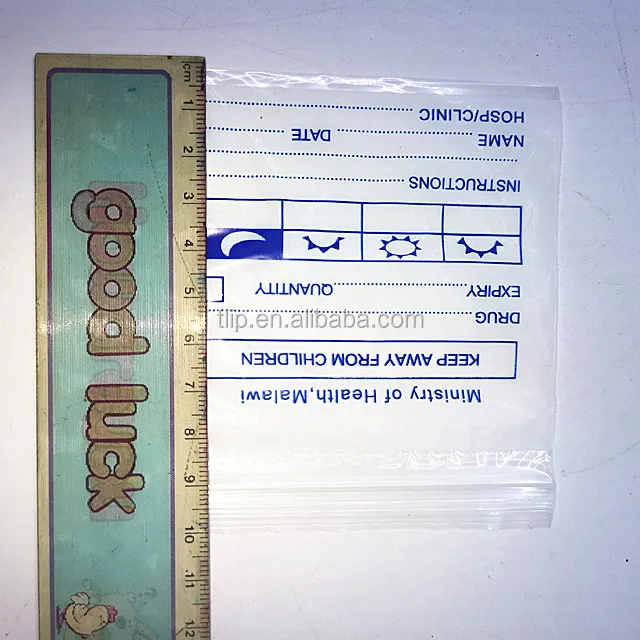 Ministry of Health,Malawi
KEEP AWAY FROM CHILDREN
DRUG
EXPIRY QUANTITY
INSTRUCTIONS
NAME DATE
HOSP/CLINIC
good luck
cm
1
2
3
4
5
6
7
8
9
10
11
12
tlip.en.alibaba.com